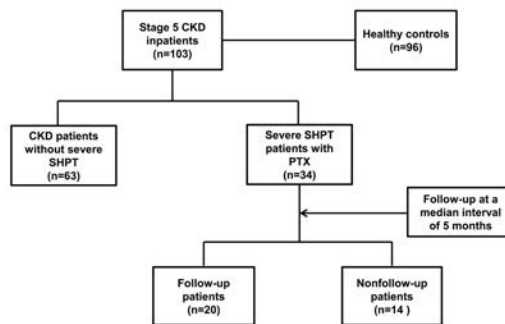 Stage 5 CKD
inpatients
(n=103)
Healthy controls
(n=96)
CKD patients
without severe
SHPT
(n=63)
Severe SHPT
patients with
PTX
(n=34)
Follow-up at a
median interval
of 5 months
Follow-up
patients
(n=20)
Nonfollow-up
patients
(n=14 )